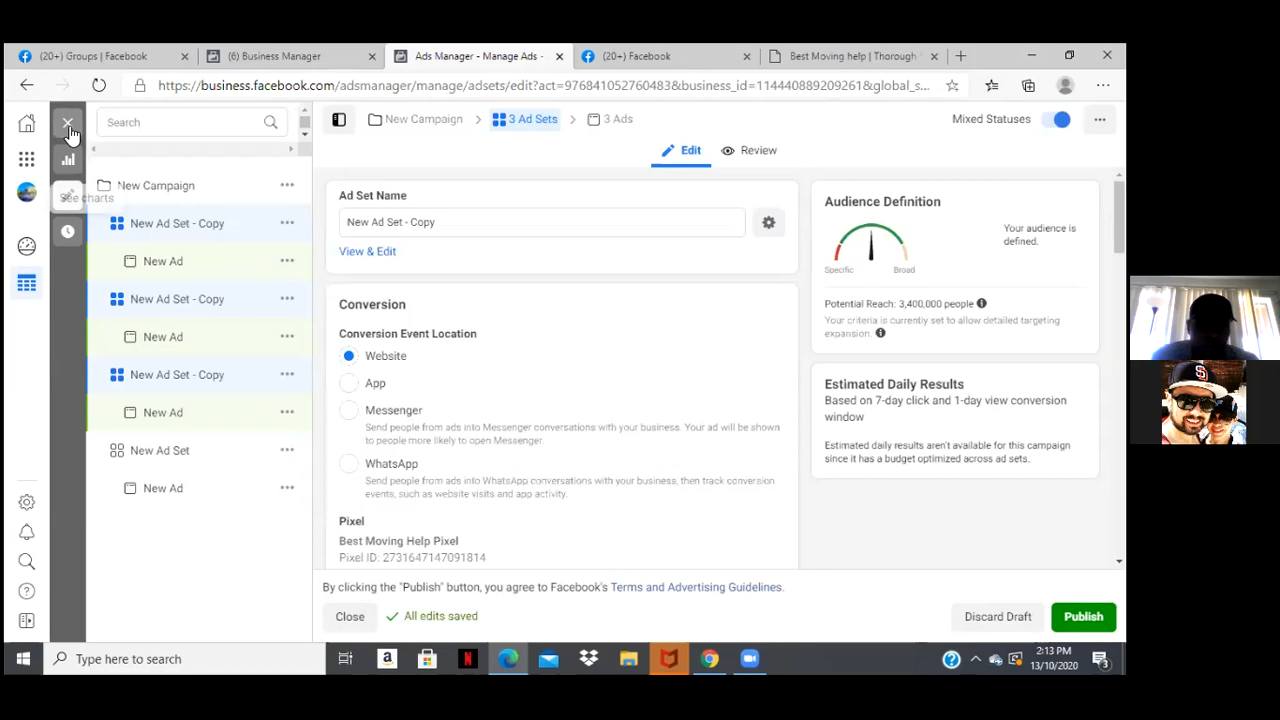 (20+) Groups | Facebook
(6) Business Manager
Ads Manager - Manage Ads -
(20+) Facebook
Best Moving help | Thorough
https://business.facebook.com/adsmanager/manage/adsets/edit?act=976841052760483&business_id=1144408892092612&global_s...
Search
New Campaign
3 Ad Sets
3 Ads
Mixed Statuses
Edit
Review
See charts
New Campaign
New Ad Set - Copy
New Ad
New Ad Set - Copy
New Ad
New Ad Set - Copy
New Ad
New Ad Set
New Ad
Ad Set Name
New Ad Set - Copy
View & Edit
Conversion
Conversion Event Location
Website
App
Messenger
Send people from ads into Messenger conversations with your business. Your ad will be shown
to people more likely to open Messenger.
WhatsApp
Send people from ads into WhatsApp conversations with your business, then track conversion
events, such as website visits and app activity.
Pixel
Best Moving Help Pixel
Pixel ID: 2731647147091814
Audience Definition
Your audience is
defined.
Specific
Broad
Potential Reach: 3,400,000 people
Your criteria is currently set to allow detailed targeting
expansion.
Estimated Daily Results
Based on 7-day click and 1-day view conversion
window
Estimated daily results aren't available for this campaign
since it has a budget optimized across ad sets.
By clicking the "Publish" button, you agree to Facebook's Terms and Advertising Guidelines.
Close
All edits saved
Discard Draft
Publish
Type here to search
2:13 PM
13/10/2020
3